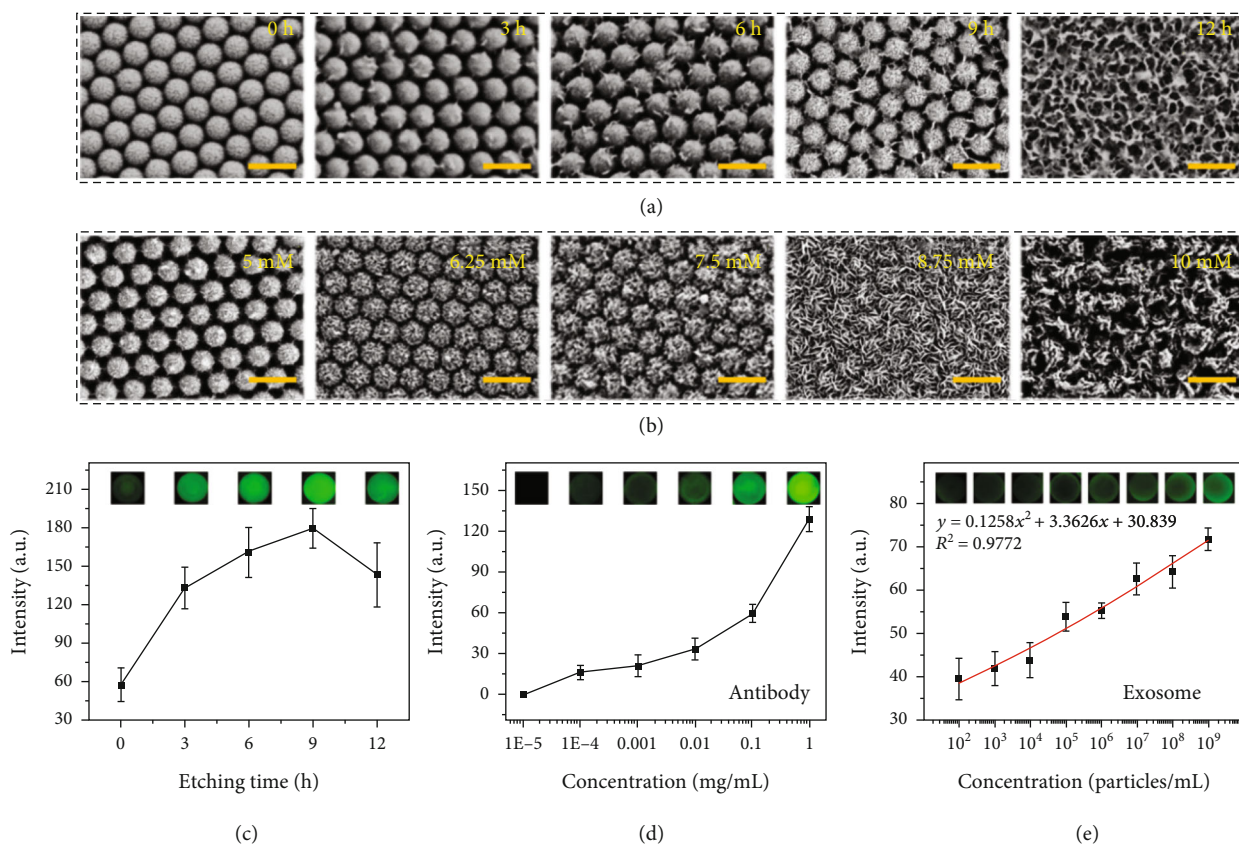 0 h
3 h
6 h
9 h
12 h
(a)
5 mM
6.25 mM
7.5 mM
8.75 mM
10 mM
(b)
210
180
150
120
90
60
30
Intensity (a.u.)
0
3
6
9
12
Etching time (h)
(c)
150
120
90
60
30
0
Intensity (a.u.)
Antibody
1E−5
1E−4
0.001
0.01
0.1
1
Concentration (mg/mL)
(d)
80
70
60
50
40
30
Intensity (a.u.)
y = 0.1258x² + 3.3626x + 30.839
R² = 0.9772
Exosome
10²
10³
10⁴
10⁵
10⁶
10⁷
10⁸
10⁹
Concentration (particles/mL)
(e)